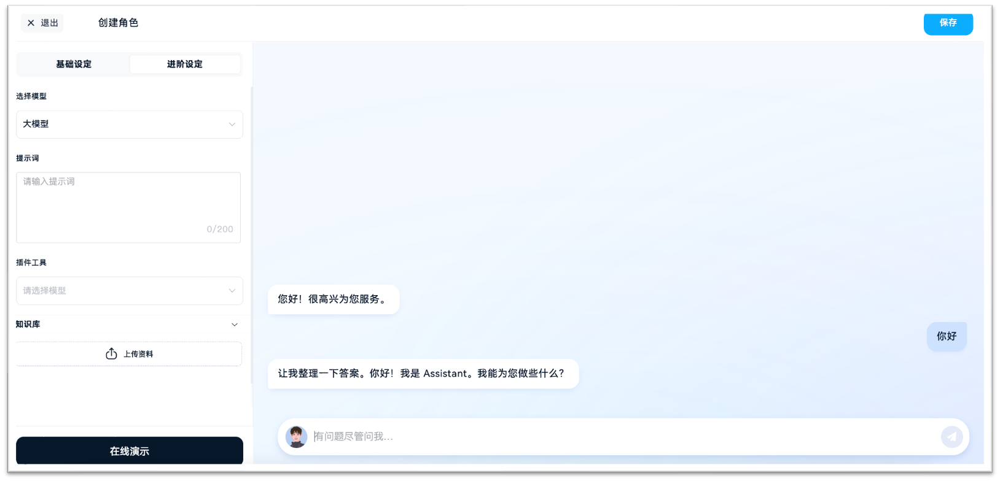 退出
创建角色
保存
基础设定
进阶设定
选择模型
大模型
提示词
请输入提示词
0/200
插件工具
请选择模型
知识库
上传资料
在线演示
您好！很高兴为您服务。
你好
让我整理一下答案。你好！我是 Assistant。我能为您做些什么？
有问题尽管问我...